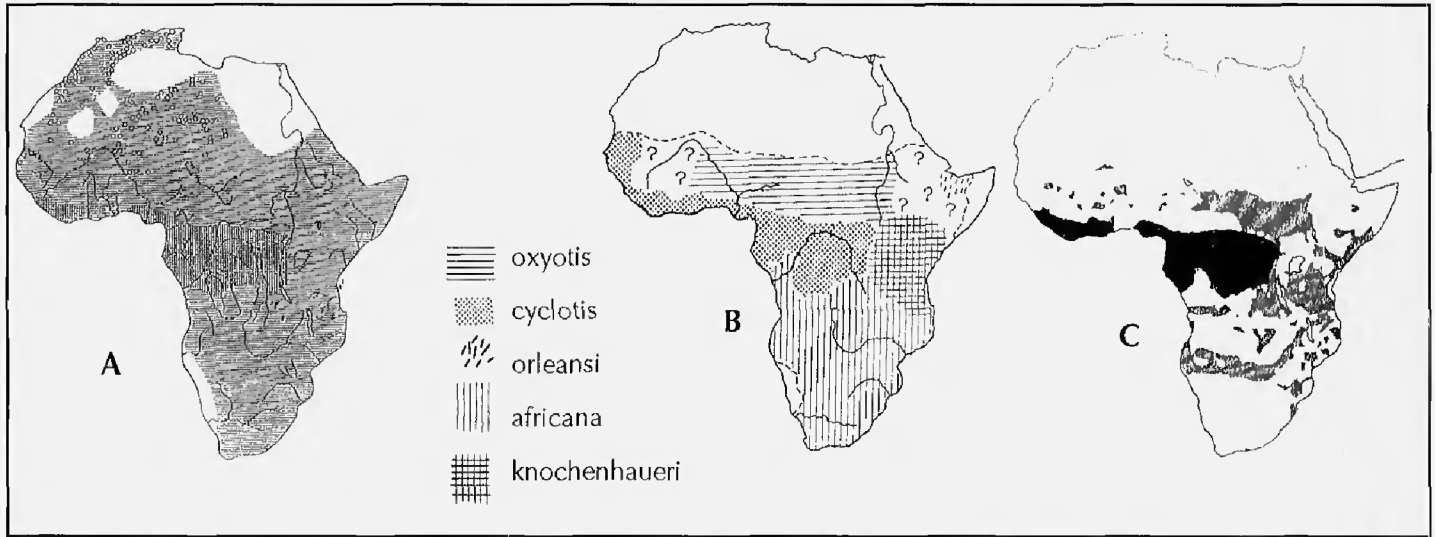 A
oxyotis
cyclotis
orleansi
africana
knochenhaueri
B
? ? ? ? ? ? ?
C